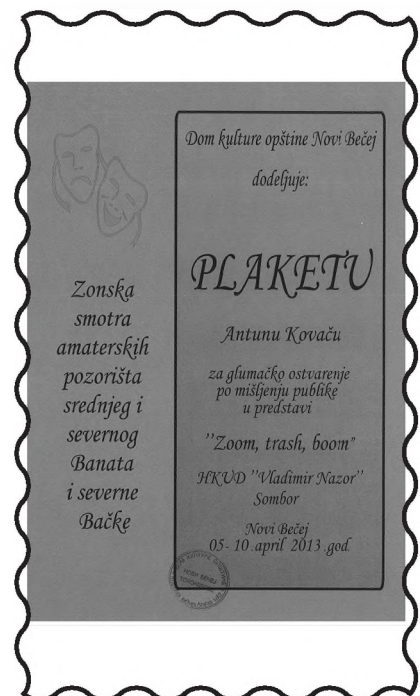 Zonska
smotra
amaterskih
pozorišta
srednjeg i
severnog
Banata
i severne
Bačke
Dom kulture opštine Novi Bečej
dodeljuje:
PLAKETU
Antunu Kovaču
za glumačko ostvarenje
po mišljenju publike
u predstavi
''Zoom, trash, boom"
HKUD ''Vladimir Nazor''
Sombor
Novi Bečej
05- 10.april 2013.god.